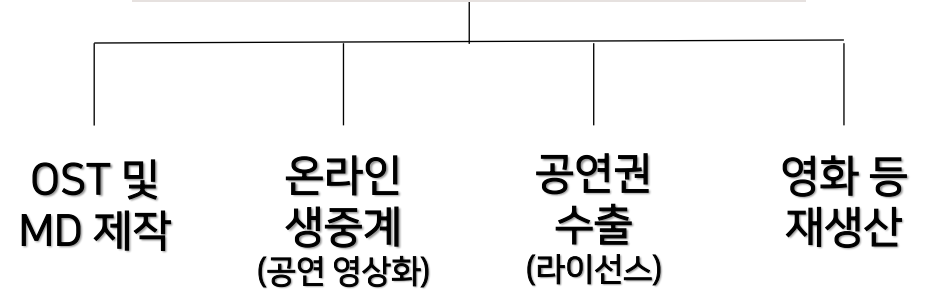 OST 및
MD 제작
온라인
생중계
(공연 영상화)
공연권
수출
(라이선스)
영화 등
재생산